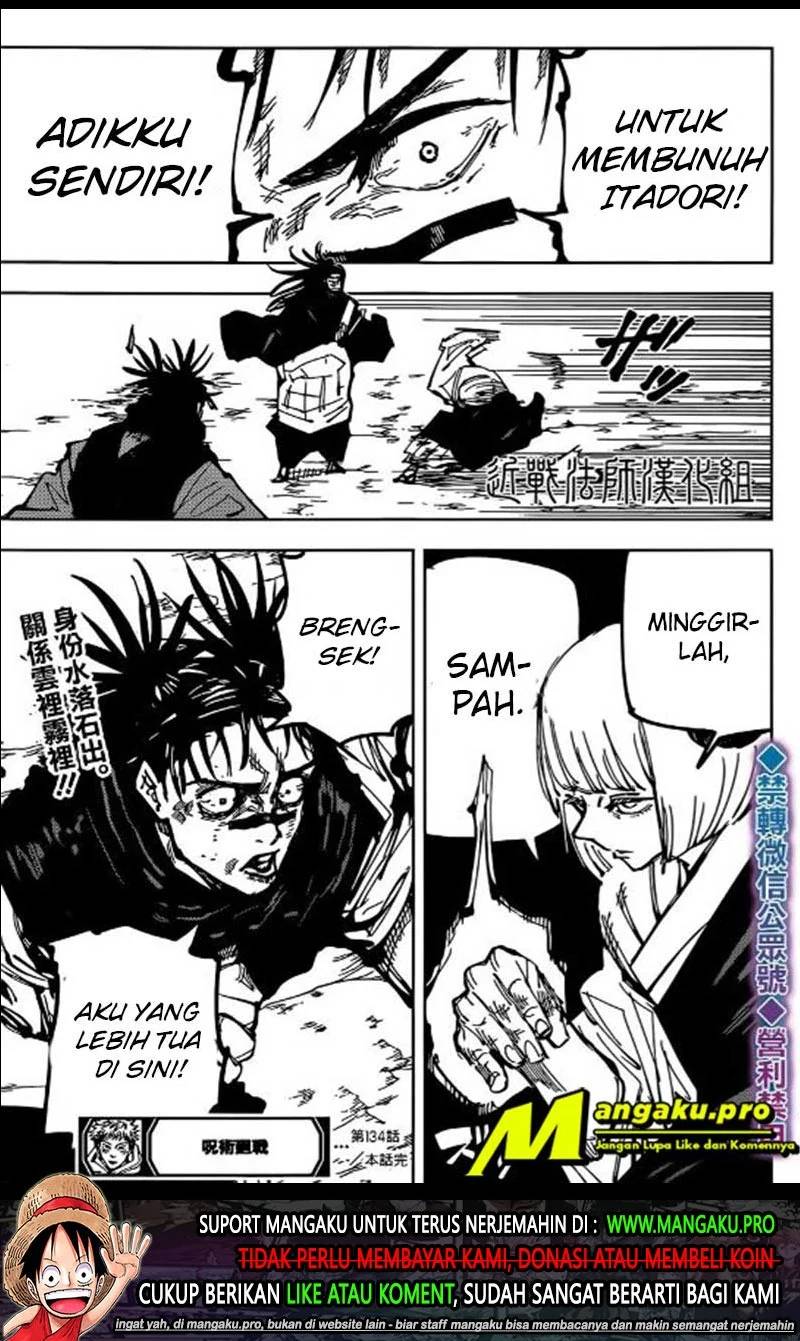 UNTUK
MEMBUNUH
ITADORI!
ADIKKU
SENDIRI!
近戰法師漢化組
MINGGIR-
LAH,
SAM-
PAH.
BRENG-
SEK!
身份水落石出。
關係雲裡霧裡!!
AKU YANG
LEBIH TUA
DI SINI!
◆禁轉微信公眾號◆營利禁
Mangaku.pro
Jangan Lupa Like dan Komennya
呪術廻戰
第134話
本話完
SUPORT MANGAKU UNTUK TERUS NERJEMAHIN DI : WWW.MANGAKU.PRO
TIDAK PERLU MEMBAYAR KAMI, DONASI ATAU MEMBELI KOIN
CUKUP BERIKAN LIKE ATAU KOMENT, SUDAH SANGAT BERARTI BAGI KAMI
ingat yah, di mangaku.pro, bukan di website lain - biar staff mangaku bisa membacanya dan makin semangat nerjemahin